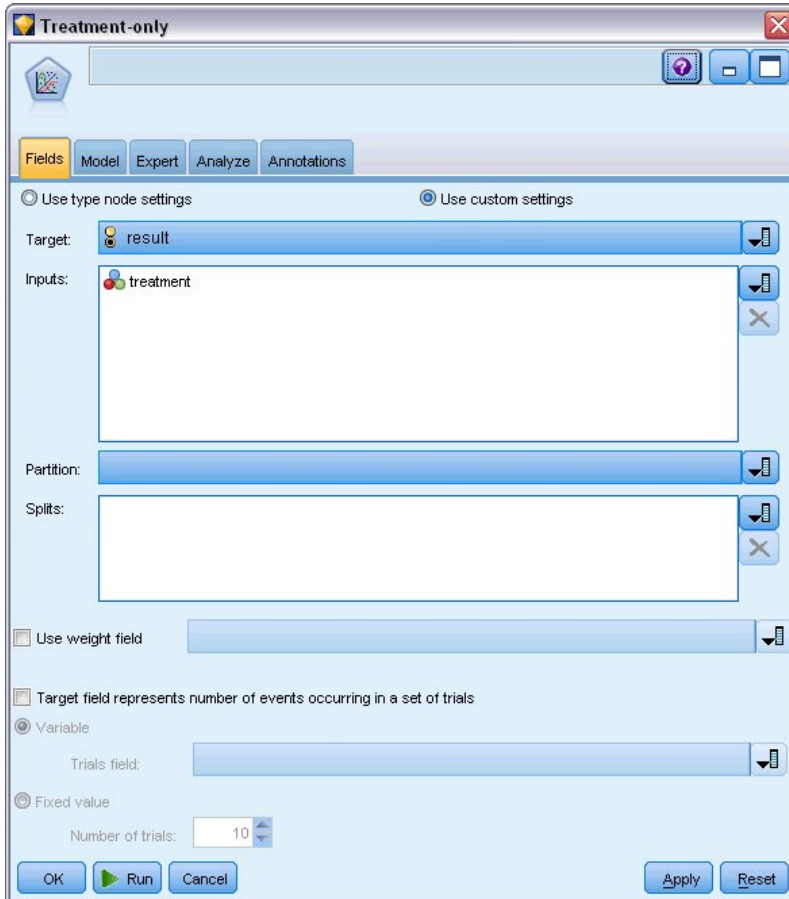 Treatment-only
?
Fields Model Expert Analyze Annotations
Use type node settings Use custom settings
Target: result
Inputs: treatment
Partition:
Splits:
Use weight field
Target field represents number of events occurring in a set of trials
Variable
Trials field:
Fixed value
Number of trials: 10
OK Run Cancel Apply Reset